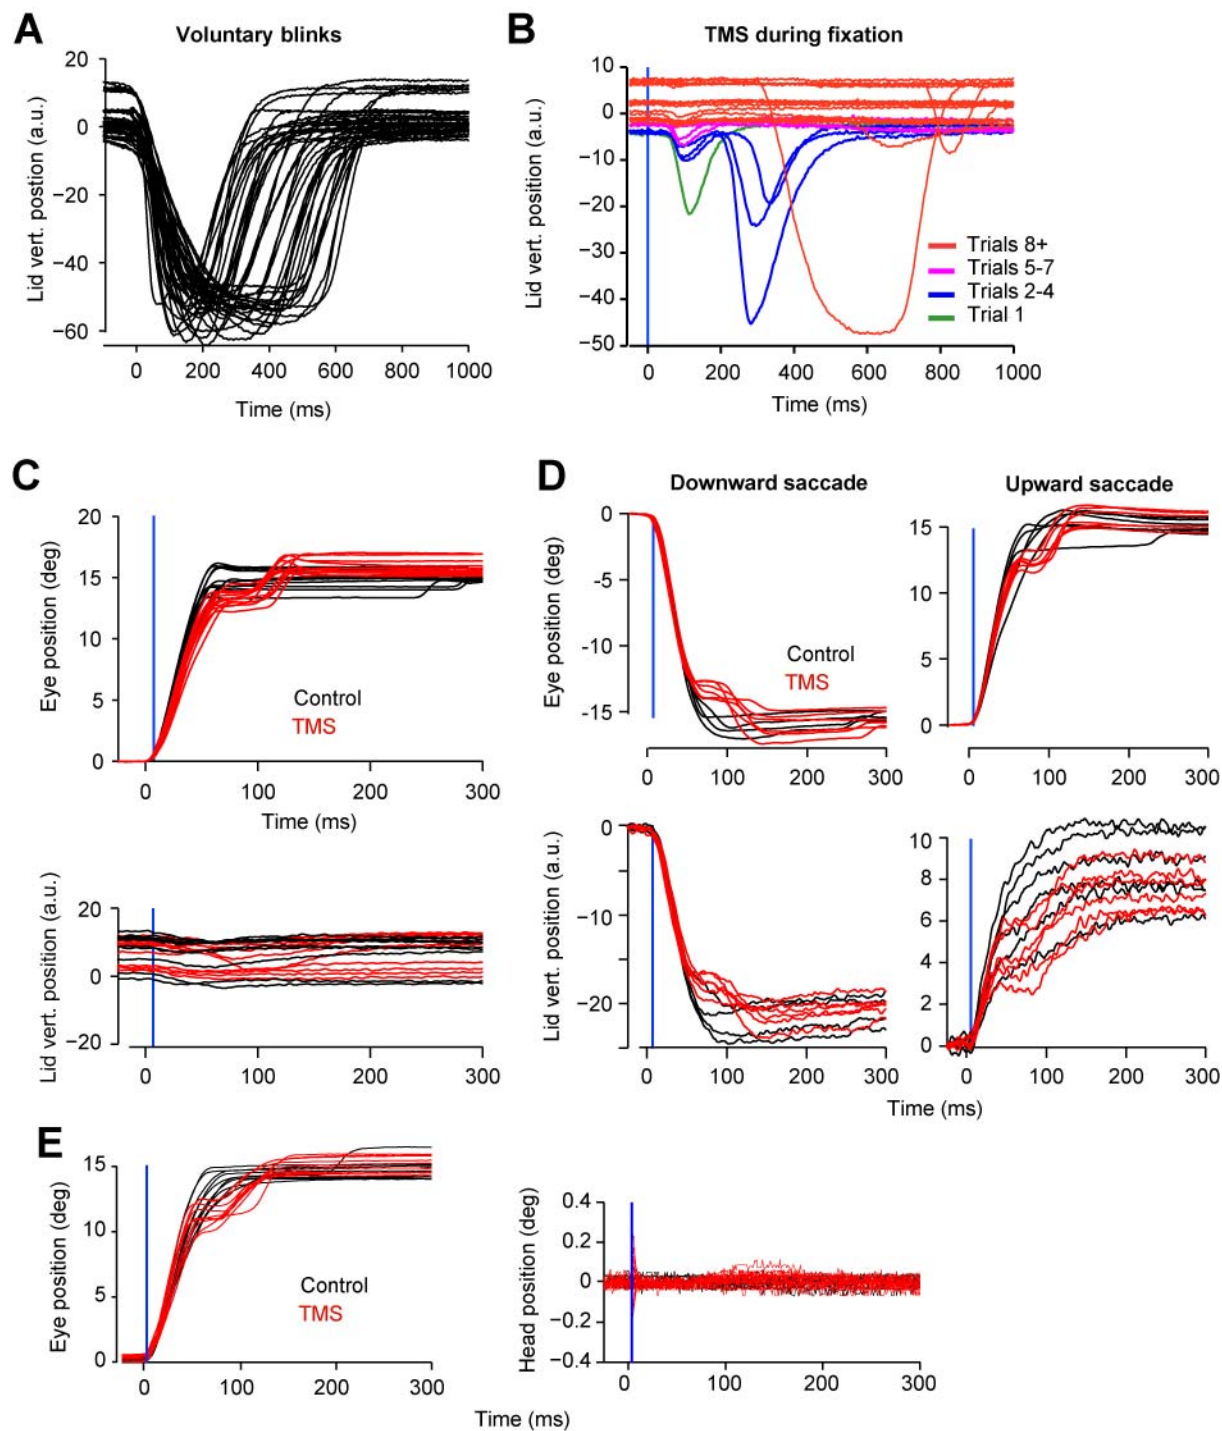 A
Voluntary blinks
20
0
−20
−40
−60
Lid vert. postion (a.u.)
0 200 400 600 800 1000
Time (ms)
B
TMS during fixation
10
0
−10
−20
−30
−40
−50
Lid vert. position (a.u.)
Trials 8+
Trials 5-7
Trials 2-4
Trial 1
0 200 400 600 800 1000
Time (ms)
C
20
15
10
5
0
Eye position (deg)
Control
TMS
0 100 200 300
Time (ms)
20
0
−20
Lid vert. position (a.u.)
0 100 200 300
D
Downward saccade
Upward saccade
0
-5
-10
-15
Eye position (deg)
Control
TMS
0 100 200 300
15
10
5
0
0 100 200 300
0
−10
−20
Lid vert. position (a.u.)
0 100 200 300
10
8
6
4
2
0
0 100 200 300
Time (ms)
E
15
10
5
0
Eye position (deg)
Control
TMS
0 100 200 300
0.4
0.2
0
−0.2
−0.4
Head position (deg)
0 100 200 300
Time (ms)